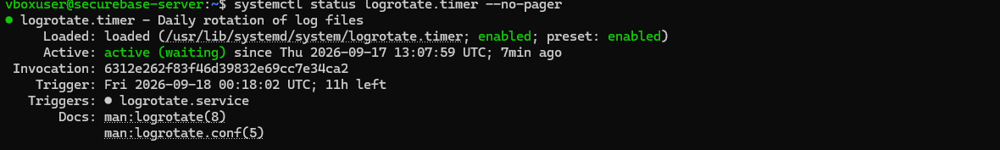 vboxuser@securebase-server:~$ systemctl status logrotate.timer --no-pager
● logrotate.timer - Daily rotation of log files
Loaded: loaded (/usr/lib/systemd/system/logrotate.timer; enabled; preset: enabled)
Active: active (waiting) since Thu 2026-09-17 13:07:59 UTC; 7min ago
Invocation: 6312e262f83f46d39832e69cc7e34ca2
Trigger: Fri 2026-09-18 00:18:02 UTC; 11h left
Triggers: ● logrotate.service
Docs: man:logrotate(8)
man:logrotate.conf(5)